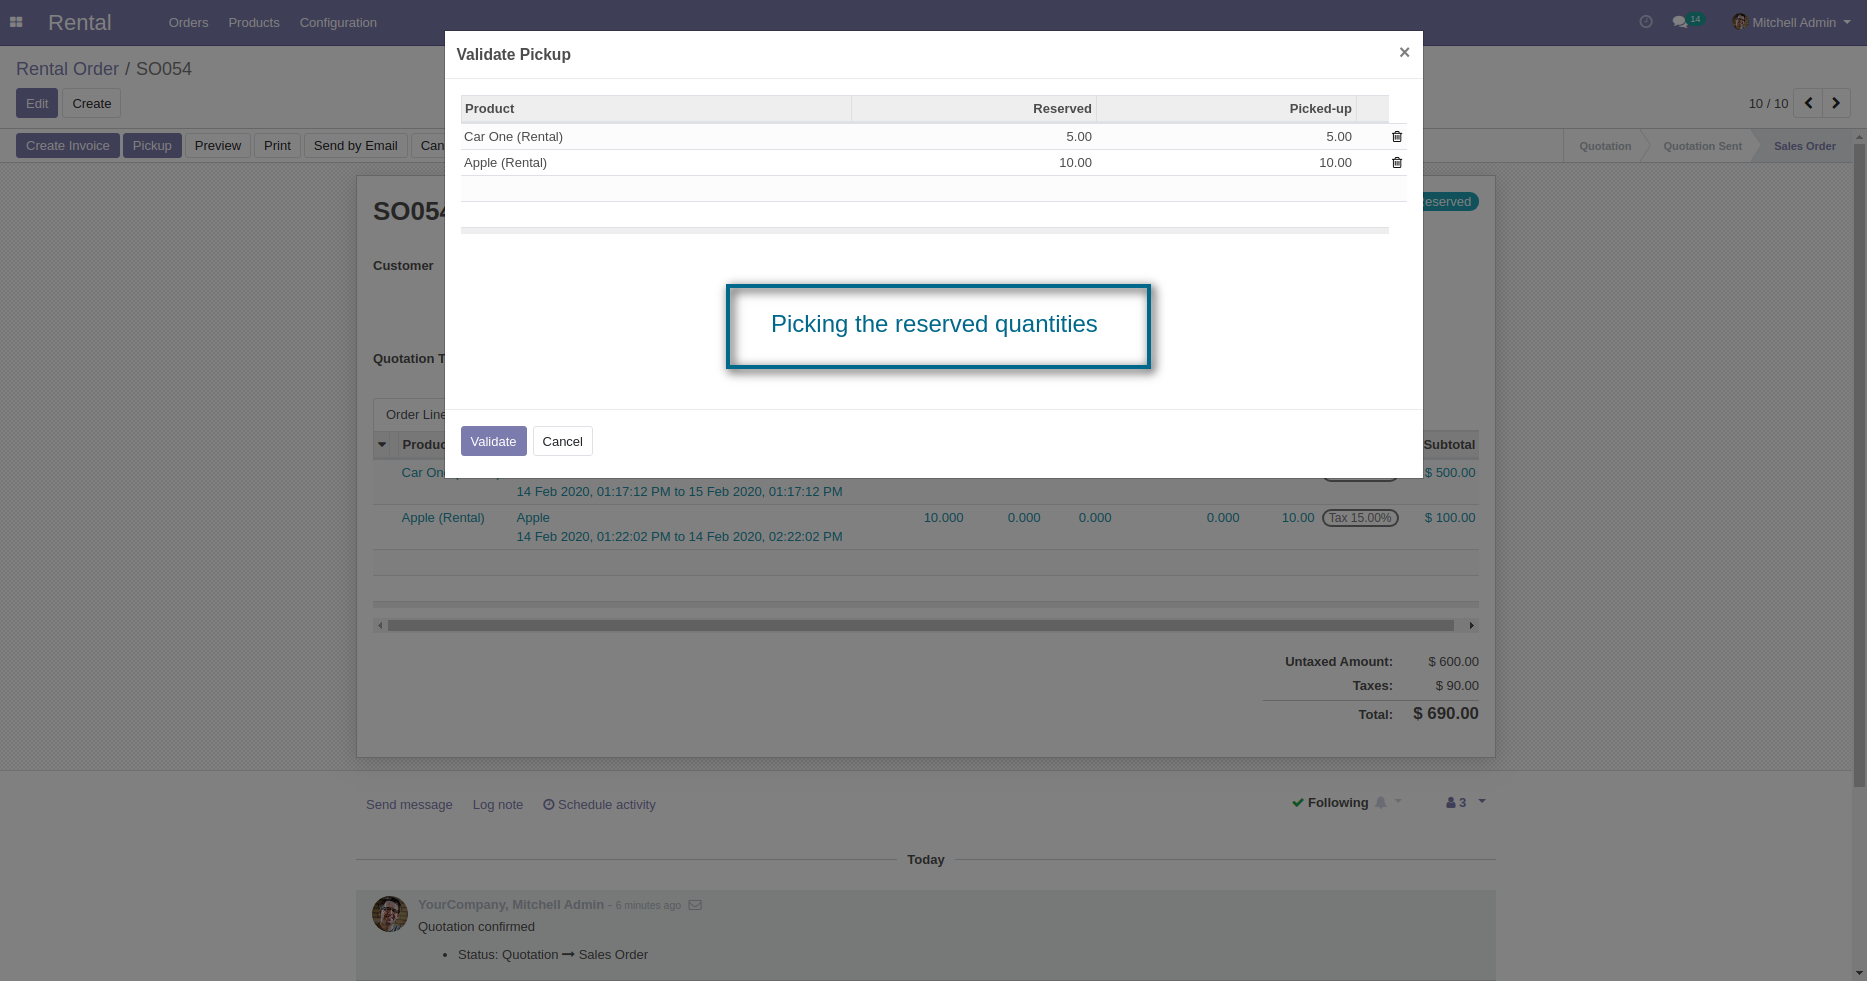 Rental Orders Products Configuration 14 Mitchell Admin
Validate Pickup ×
Rental Order / SO054
Edit Create 10 / 10
Product Reserved Picked-up
Car One (Rental) 5.00 5.00
Apple (Rental) 10.00 10.00
Create Invoice Pickup Preview Print Send by Email Can Quotation Quotation Sent Sales Order
SO054 eserved
Customer
Picking the reserved quantities
Quotation T
Order Line
Validate Cancel
Produc Subtotal
Car On $ 500.00
14 Feb 2020, 01:17:12 PM to 15 Feb 2020, 01:17:12 PM
Apple (Rental) Apple 10.000 0.000 0.000 0.000 10.00 Tax 15.00% $ 100.00
14 Feb 2020, 01:22:02 PM to 14 Feb 2020, 02:22:02 PM
Untaxed Amount: $ 600.00
Taxes: $ 90.00
Total: $ 690.00
Send message Log note Schedule activity Following 3
Today
YourCompany, Mitchell Admin - 6 minutes ago
Quotation confirmed
• Status: Quotation → Sales Order